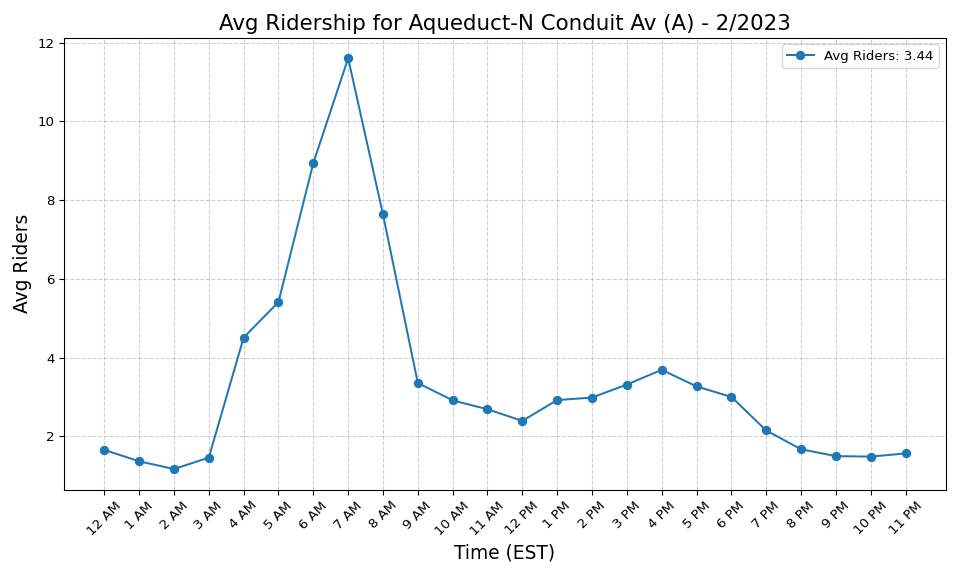 Avg Ridership for Aqueduct-N Conduit Av (A) - 2/2023
Avg Riders: 3.44
Avg Riders
12
10
8
6
4
2
12 AM
1 AM
2 AM
3 AM
4 AM
5 AM
6 AM
7 AM
8 AM
9 AM
10 AM
11 AM
12 PM
1 PM
2 PM
3 PM
4 PM
5 PM
6 PM
7 PM
8 PM
9 PM
10 PM
11 PM
Time (EST)